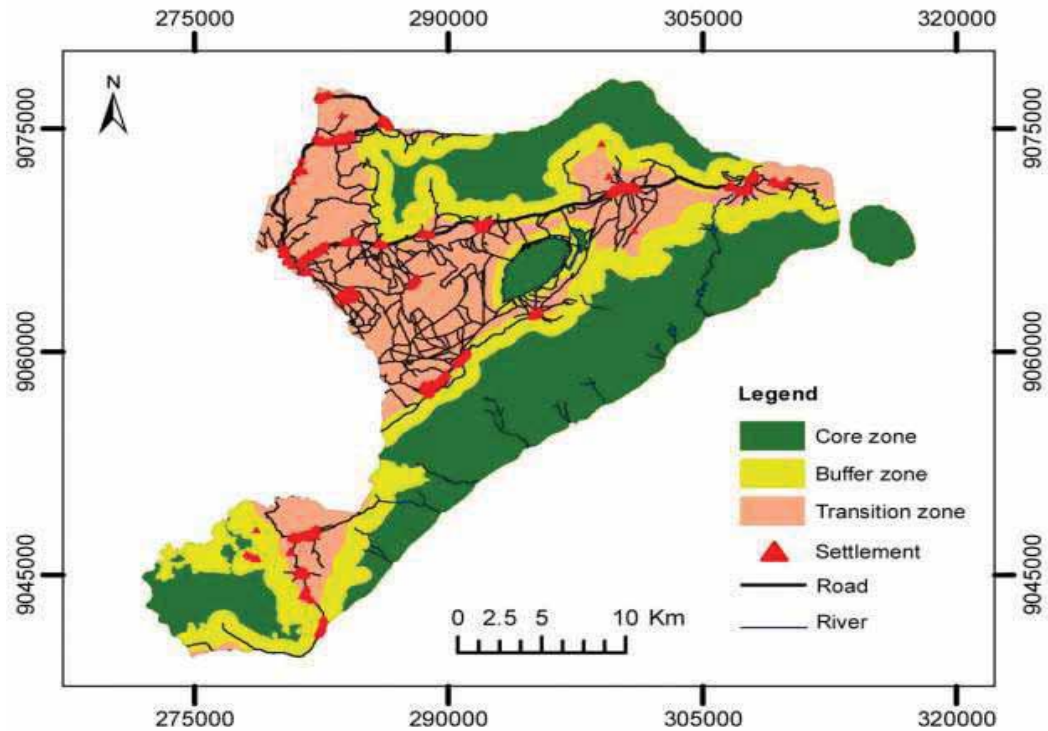 275000 290000 305000 320000
N
9075000 9075000
9060000 9060000
Legend
Core zone
Buffer zone
Transition zone
Settlement
9045000 9045000
Road
0 2.5 5 10 Km
River
275000 290000 305000 320000